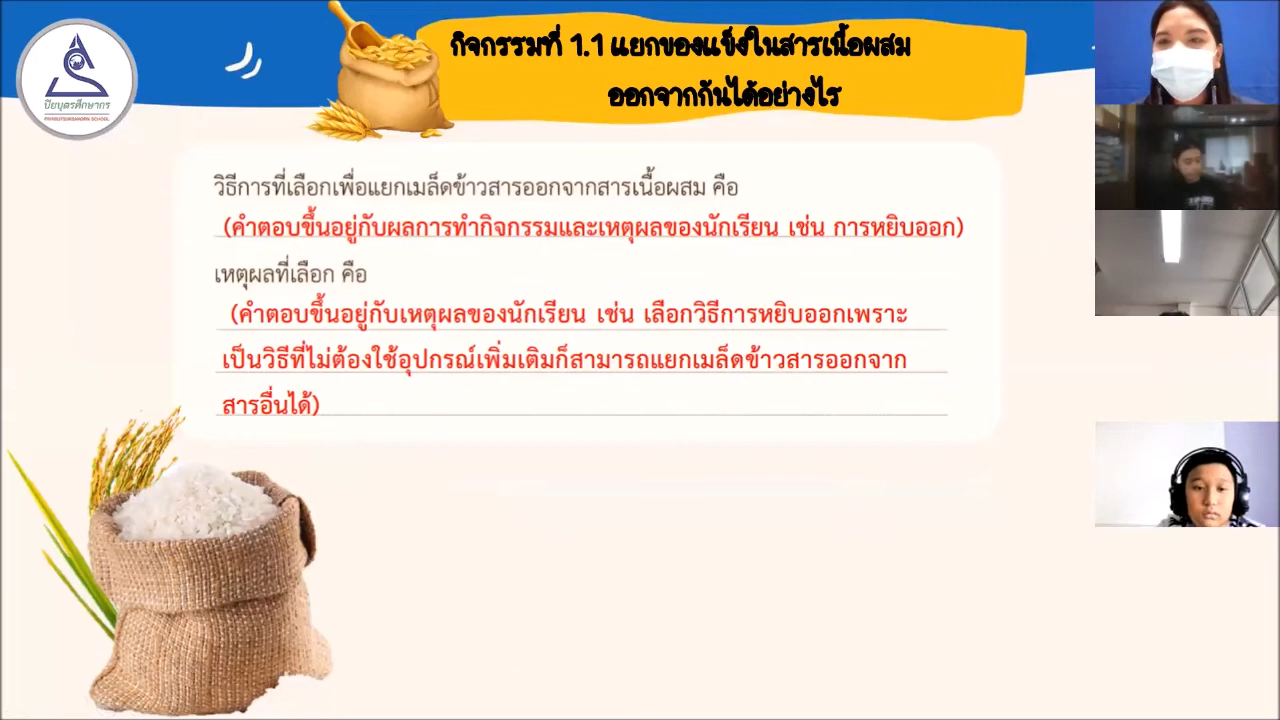 กิจกรรมที่ 1.1 แยกของแข็งในสารเนื้อผสม
ออกจากกันได้อย่างไร
ปิยบุตรศึกษากร
PIYABUTSUKSAKORN SCHOOL
วิธีการที่เลือกเพื่อแยกเมล็ดข้าวสารออกจากสารเนื้อผสม คือ
(คำตอบขึ้นอยู่กับผลการทำกิจกรรมและเหตุผลของนักเรียน เช่น การหยิบออก)
เหตุผลที่เลือก คือ
(คำตอบขึ้นอยู่กับเหตุผลของนักเรียน เช่น เลือกวิธีการหยิบออกเพราะ
เป็นวิธีที่ไม่ต้องใช้อุปกรณ์เพิ่มเติมก็สามารถแยกเมล็ดข้าวสารออกจาก
สารอื่นได้)